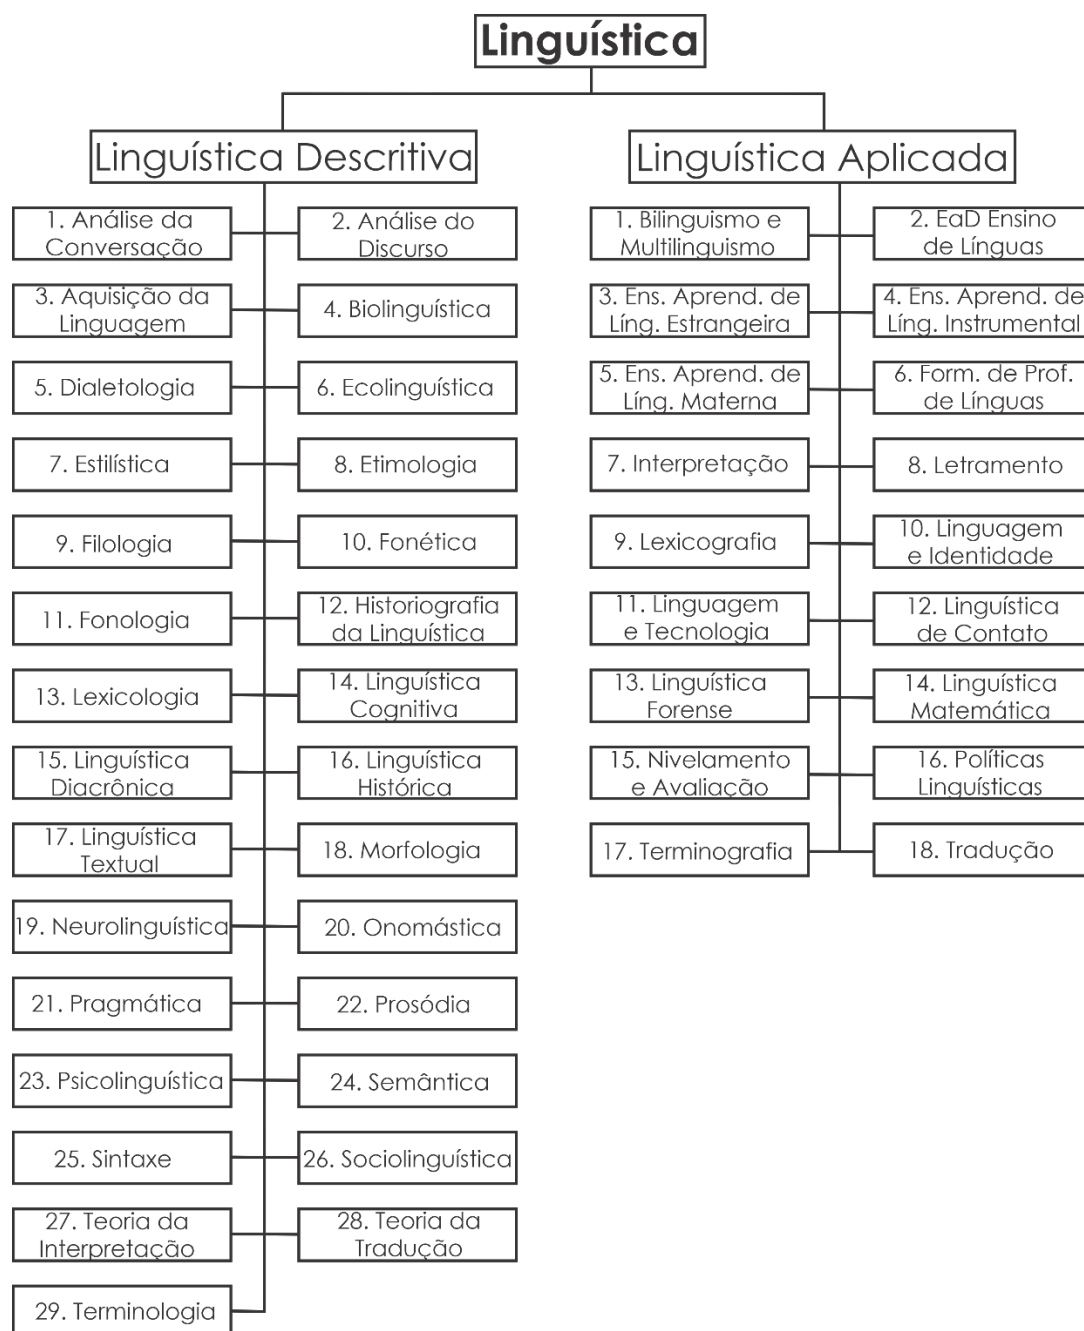 Linguística
Linguística Descritiva
1. Análise da
Conversação
2. Análise do
Discurso
3. Aquisição da
Linguagem
4. Biolinguística
5. Dialetologia
6. Ecolinguística
7. Estilística
8. Etimologia
9. Filologia
10. Fonética
11. Fonologia
12. Historiografia
da Linguística
13. Lexicologia
14. Linguística
Cognitiva
15. Linguística
Diacrônica
16. Linguística
Histórica
17. Linguística
Textual
18. Morfologia
19. Neurolinguística
20. Onomástica
21. Pragmática
22. Prosódia
23. Psicolinguística
24. Semântica
25. Sintaxe
26. Sociolinguística
27. Teoria da
Interpretação
28. Teoria da
Tradução
29. Terminologia
Linguística Aplicada
1. Bilinguismo e
Multilinguismo
2. EaD Ensino
de Línguas
3. Ens. Aprend. de
Líng. Estrangeira
4. Ens. Aprend. de
Líng. Instrumental
5. Ens. Aprend. de
Líng. Materna
6. Form. de Prof.
de Línguas
7. Interpretação
8. Letramento
9. Lexicografia
10. Linguagem
e Identidade
11. Linguagem
e Tecnologia
12. Linguística
de Contato
13. Linguística
Forense
14. Linguística
Matemática
15. Nivelamento
e Avaliação
16. Políticas
Linguísticas
17. Terminografia
18. Tradução